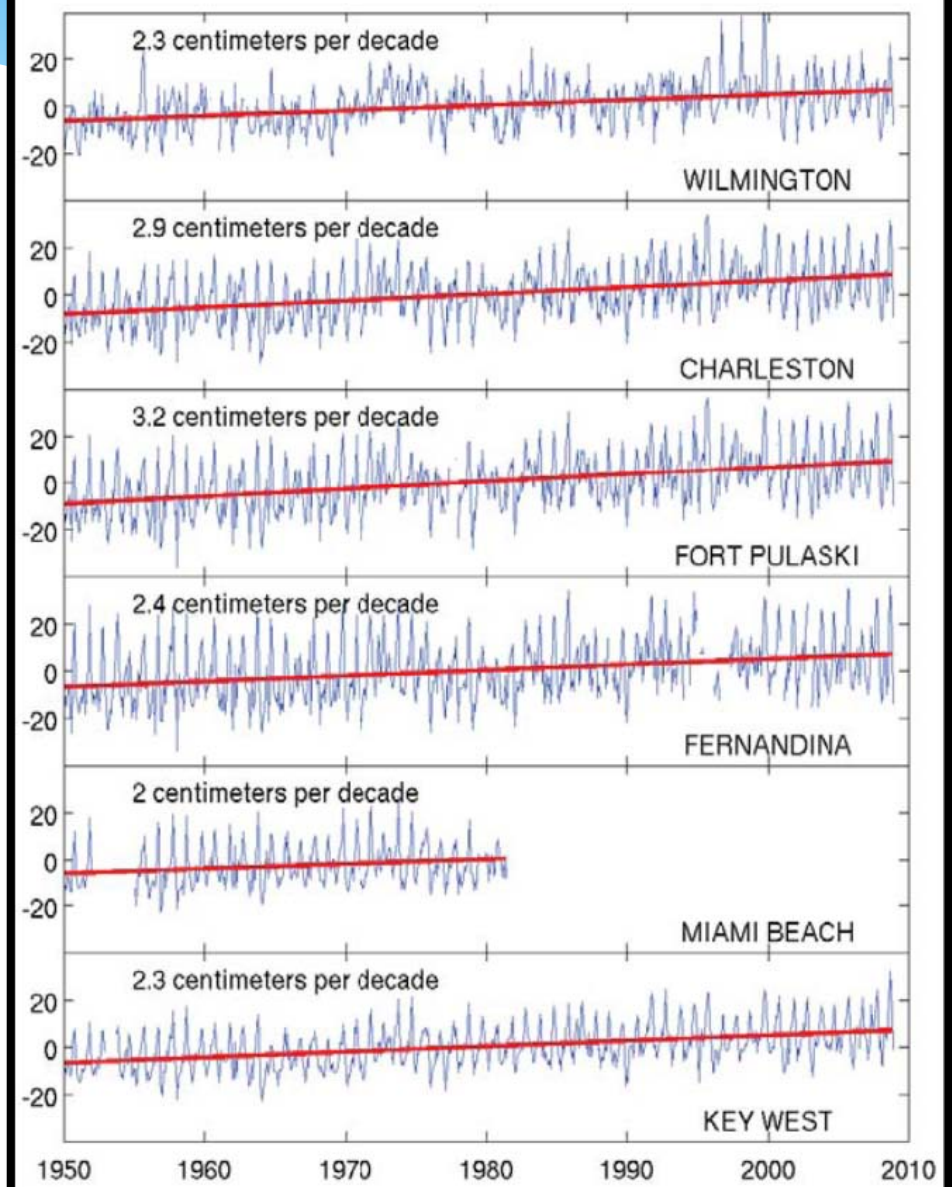 2.3 centimeters per decade
20
0
-20
WILMINGTON
2.9 centimeters per decade
20
0
-20
CHARLESTON
3.2 centimeters per decade
20
0
-20
FORT PULASKI
2.4 centimeters per decade
20
0
-20
FERNANDINA
2 centimeters per decade
20
0
-20
MIAMI BEACH
2.3 centimeters per decade
20
0
-20
KEY WEST
1950 1960 1970 1980 1990 2000 2010